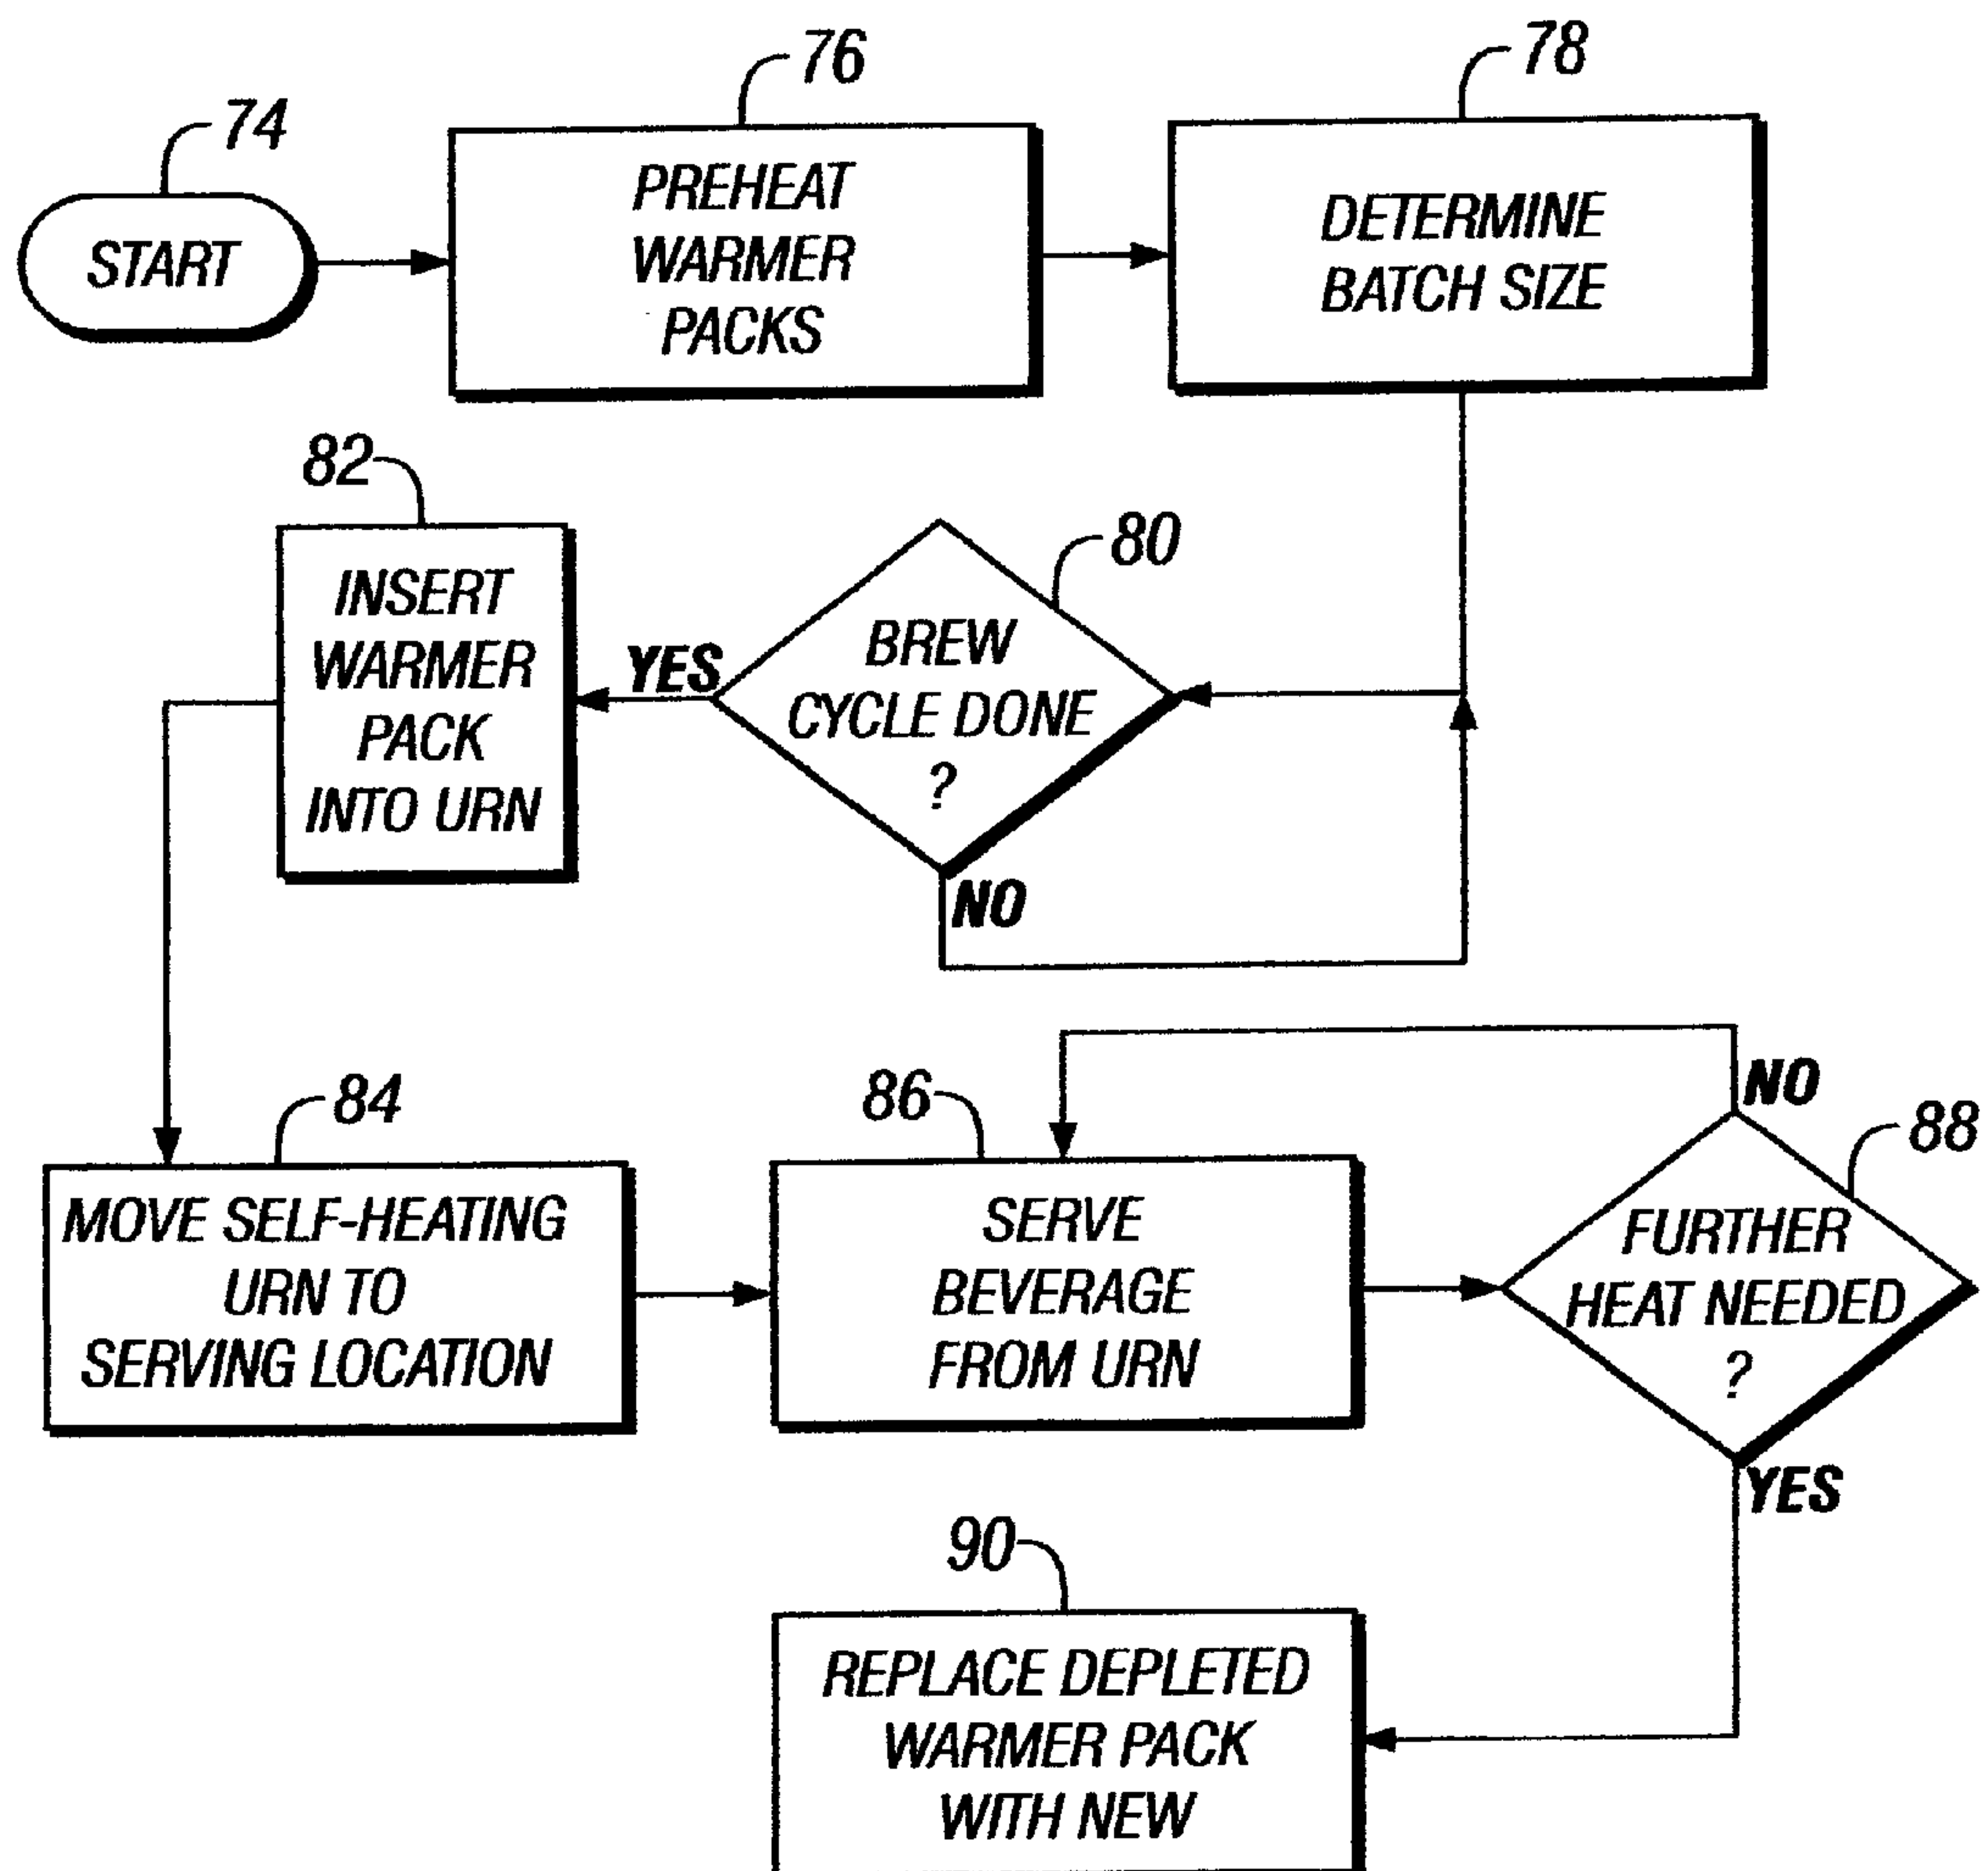 74
START
76
PREHEAT
WARMER
PACKS
78
DETERMINE
BATCH SIZE
80
BREW
CYCLE DONE
?
YES
NO
82
INSERT
WARMER
PACK
INTO URN
84
MOVE SELF-HEATING
URN TO
SERVING LOCATION
86
SERVE
BEVERAGE
FROM URN
88
FURTHER
HEAT NEEDED
?
NO
YES
90
REPLACE DEPLETED
WARMER PACK
WITH NEW